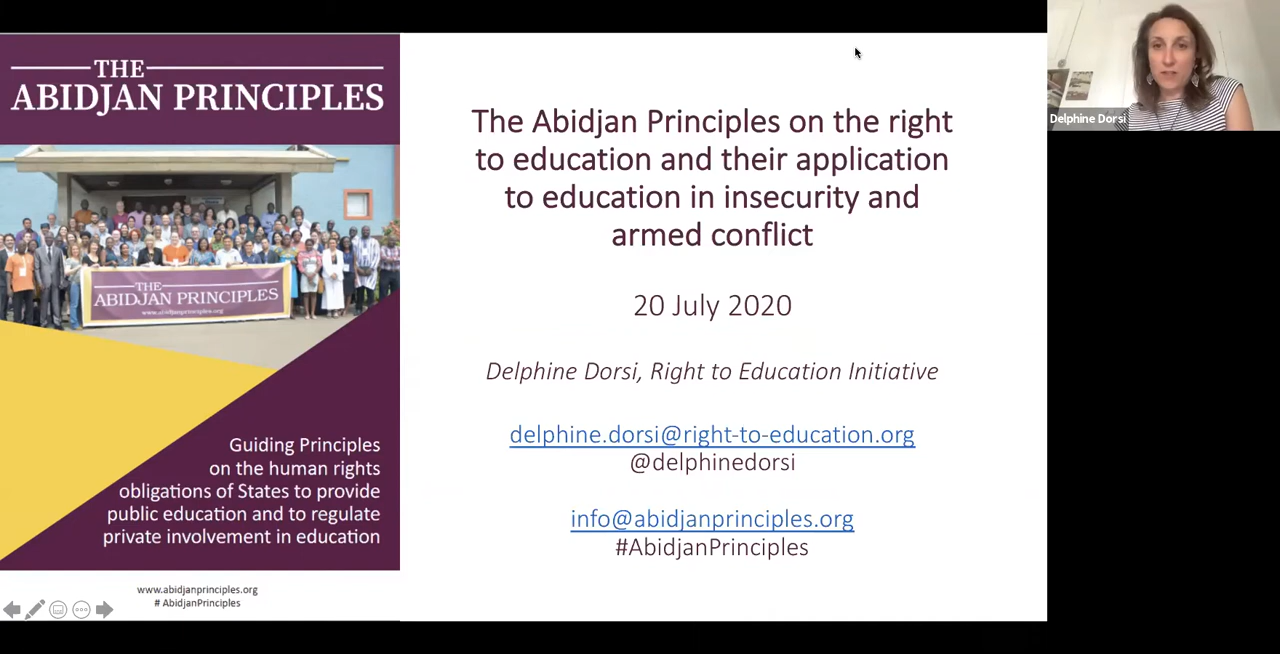 THE
ABIDJAN PRINCIPLES
THE
ABIDJAN PRINCIPLES
www.abidjanprinciples.org
Guiding Principles
on the human rights
obligations of States to provide
public education and to regulate
private involvement in education
www.abidjanprinciples.org
# AbidjanPrinciples
The Abidjan Principles on the right
to education and their application
to education in insecurity and
armed conflict
20 July 2020
Delphine Dorsi, Right to Education Initiative
delphine.dorsi@right-to-education.org
@delphinedorsi
info@abidjanprinciples.org
#AbidjanPrinciples
Delphine Dorsi